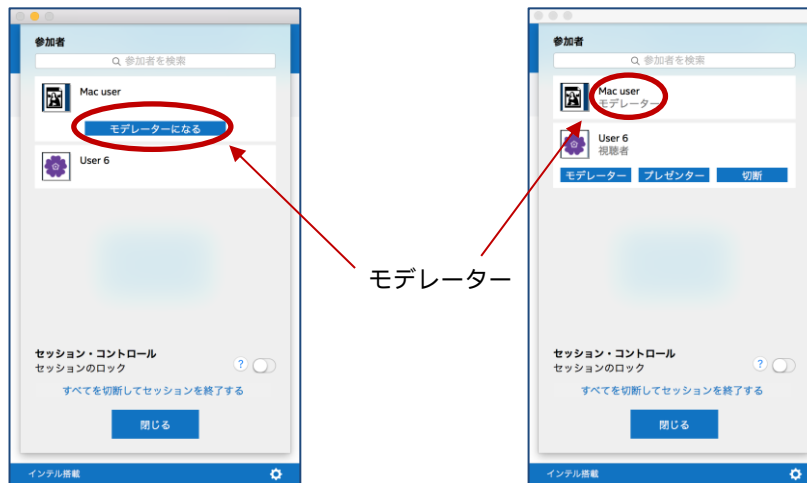 参加者
参加者を検索
Mac user
モデレーターになる
User 6
セッション・コントロール
セッションのロック
?
すべてを切断してセッションを終了する
閉じる
インテル搭載
モデレーター
参加者
参加者を検索
Mac user
モデレーター
User 6
視聴者
モデレーター プレゼンター 切断
セッション・コントロール
セッションのロック
?
すべてを切断してセッションを終了する
閉じる
インテル搭載